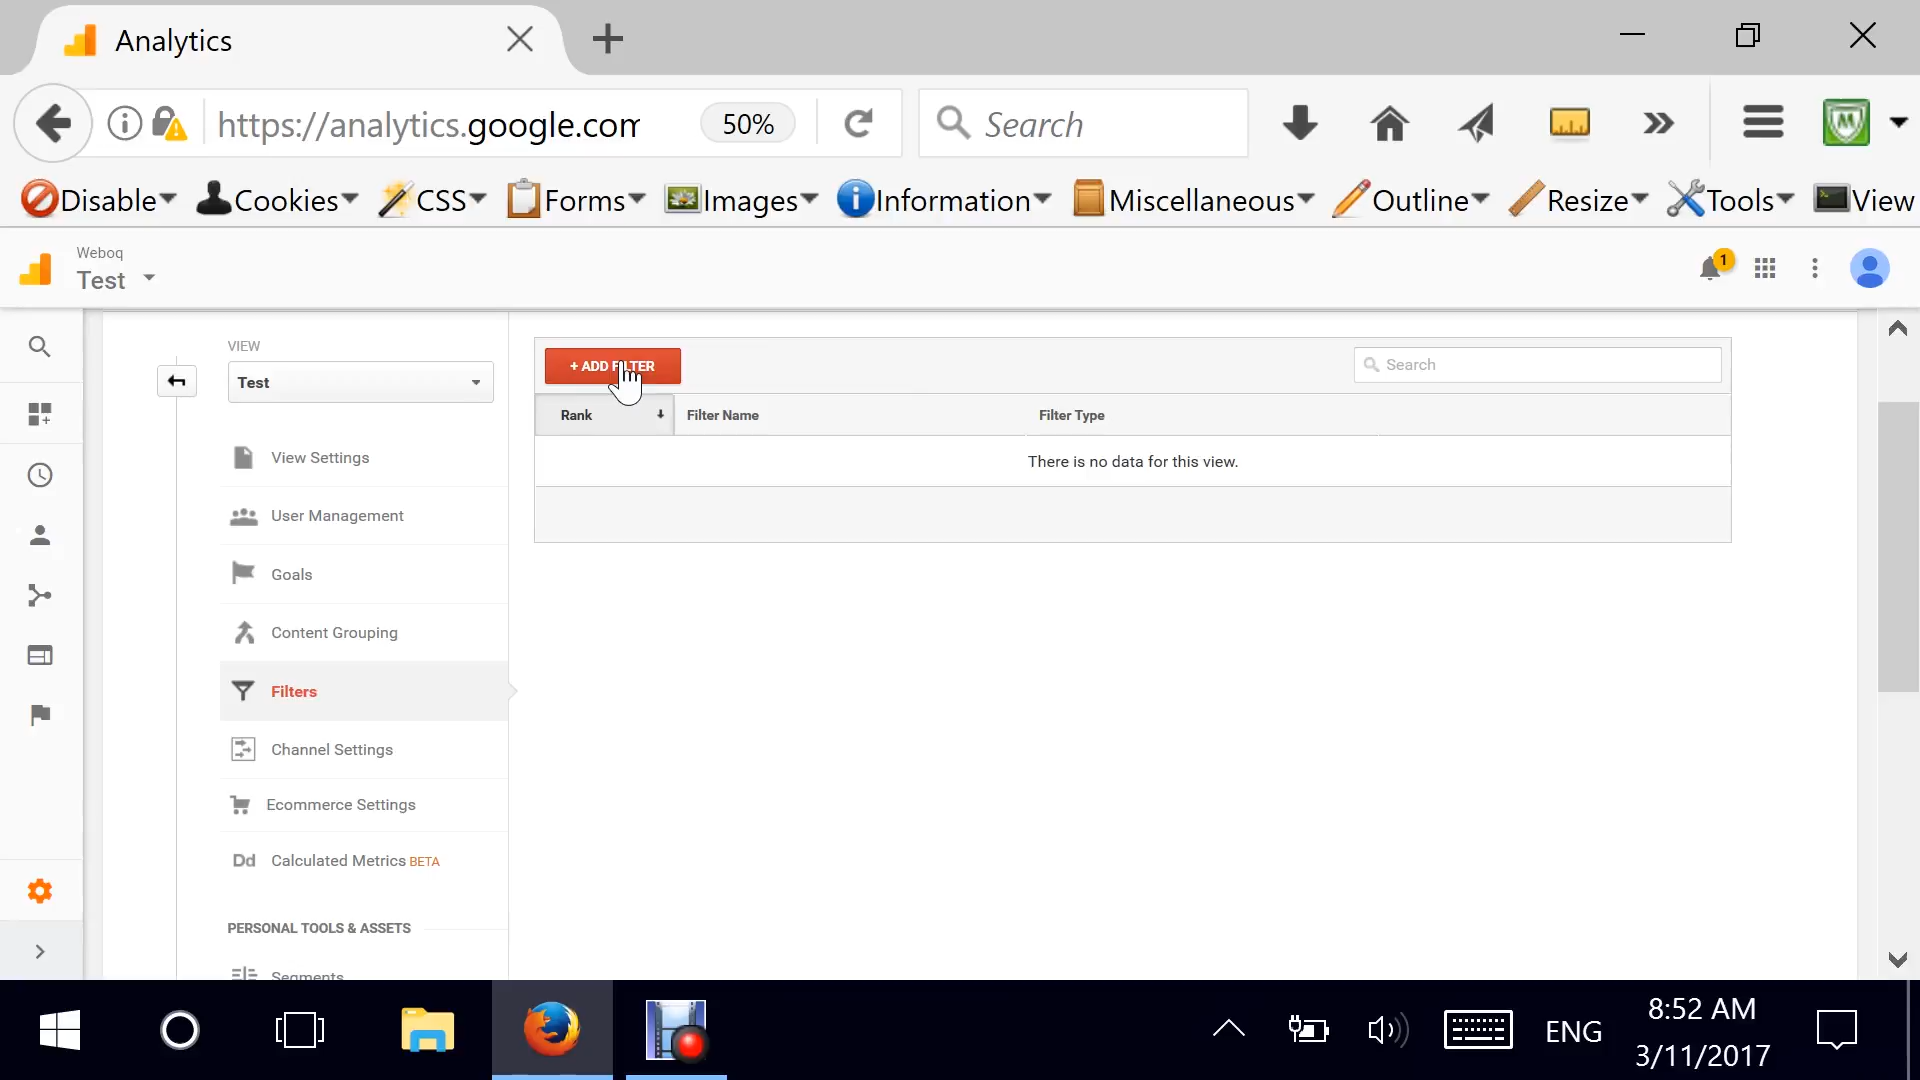 Analytics
https://analytics.google.com
50%
Search
Disable Cookies CSS Forms Images Information Miscellaneous Outline Resize Tools View
Weboq
Test
1
VIEW
Test
View Settings
User Management
Goals
Content Grouping
Filters
Channel Settings
Ecommerce Settings
Dd Calculated Metrics BETA
PERSONAL TOOLS & ASSETS
Segments
+ ADD FILTER
Search
Rank Filter Name Filter Type
There is no data for this view.
ENG
8:52 AM
3/11/2017